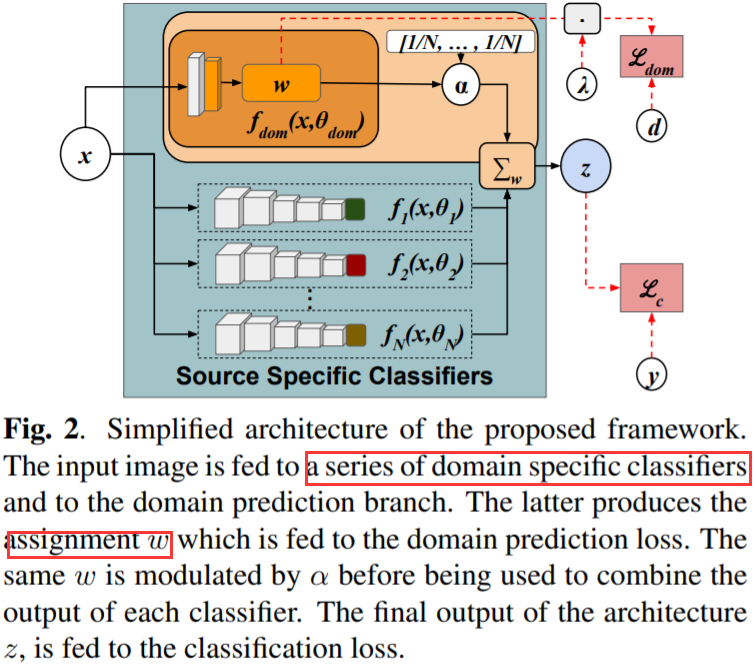 [1/N, … , 1/N]
w
α
.
λ
ℒdom
d
fdom(x,θdom)
x
∑w
z
f1(x,θ1)
f2(x,θ2)
⋮
fN(x,θN)
ℒc
y
Source Specific Classifiers
Fig. 2. Simplified architecture of the proposed framework.
The input image is fed to a series of domain specific classifiers
and to the domain prediction branch. The latter produces the
assignment w which is fed to the domain prediction loss. The
same w is modulated by α before being used to combine the
output of each classifier. The final output of the architecture
z, is fed to the classification loss.